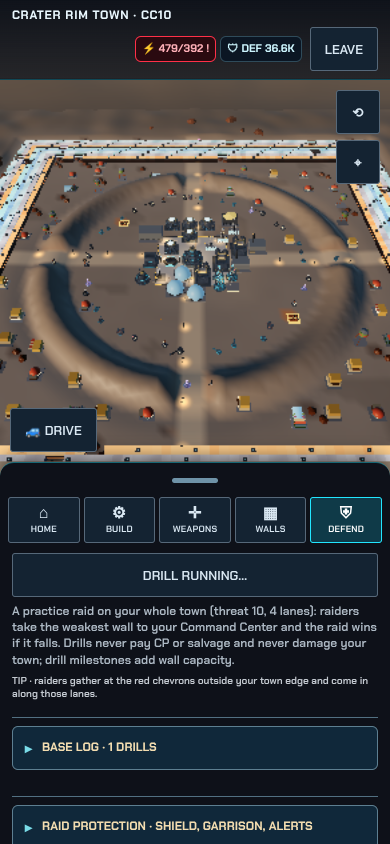 CRATER RIM TOWN · CC10
⚡ 479/392 !
🛡 DEF 36.6K
LEAVE
⟲
⌖
🚙 DRIVE
HOME
BUILD
WEAPONS
WALLS
DEFEND
DRILL RUNNING...
A practice raid on your whole town (threat 10, 4 lanes): raiders
take the weakest wall to your Command Center and the raid wins
if it falls. Drills never pay CP or salvage and never damage your
town; drill milestones add wall capacity.
TIP · raiders gather at the red chevrons outside your town edge and come in
along those lanes.
▶ BASE LOG · 1 DRILLS
▶ RAID PROTECTION · SHIELD, GARRISON, ALERTS